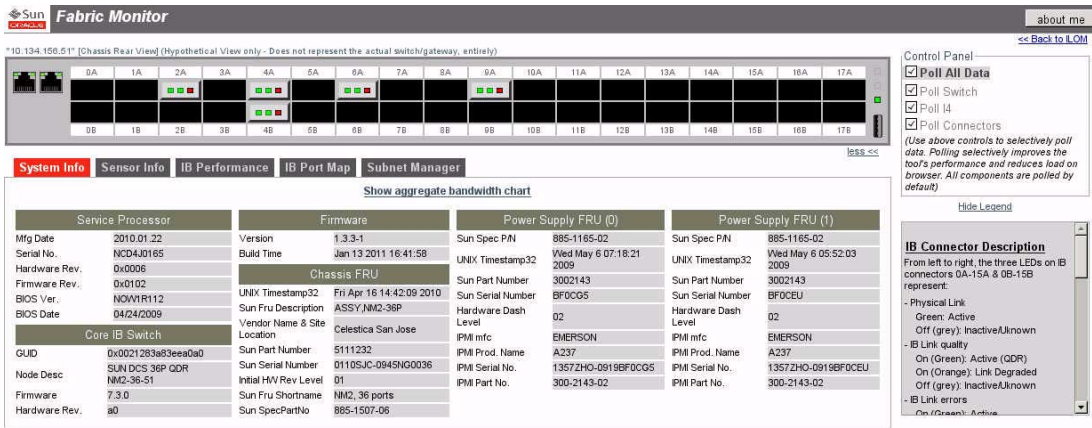 Sun
ORACLE
Fabric Monitor
about me
<< Back to ILOM
"10.134.156.51" [Chassis Rear View] (Hypothetical View only - Does not represent the actual switch/gateway, entirely)
0A 1A 2A 3A 4A 5A 6A 7A 8A 9A 10A 11A 12A 13A 14A 15A 16A 17A
0B 1B 2B 3B 4B 5B 6B 7B 8B 9B 10B 11B 12B 13B 14B 15B 16B 17B
less <<
Control Panel
Poll All Data
Poll Switch
Poll I4
Poll Connectors
(Use above controls to selectively poll
data. Polling selectively improves the
tool's performance and reduces load on
browser. All components are polled by
default)
Hide Legend
System Info Sensor Info IB Performance IB Port Map Subnet Manager
Show aggregate bandwidth chart
Service Processor
Mfg Date 2010.01.22
Serial No. NCD4J0165
Hardware Rev. 0x0006
Firmware Rev. 0x0102
BIOS Ver. NOW1R112
BIOS Date 04/24/2009
Core IB Switch
GUID 0x0021283a83eea0a0
Node Desc SUN DCS 36P QDR
NM2-36-51
Firmware 7.3.0
Hardware Rev. a0
Firmware
Version 1.3.3-1
Build Time Jan 13 2011 16:41:58
Chassis FRU
UNIX Timestamp32 Fri Apr 16 14:42:09 2010
Sun Fru Description ASSY,NM2-36P
Vendor Name & Site
Location Celestica San Jose
Sun Part Number 5111232
Sun Serial Number 0110SJC-0945NG0036
Initial HW Rev Level 01
Sun Fru Shortname NM2, 36 ports
Sun SpecPartNo 885-1507-06
Power Supply FRU (0)
Sun Spec P/N 885-1165-02
UNIX Timestamp32 Wed May 6 07:18:21
2009
Sun Part Number 3002143
Sun Serial Number BF0CG5
Hardware Dash
Level 02
IPMI mfc EMERSON
IPMI Prod. Name A237
IPMI Serial No. 1357ZHO-0919BF0CG5
IPMI Part No. 300-2143-02
Power Supply FRU (1)
Sun Spec P/N 885-1165-02
UNIX Timestamp32 Wed May 6 05:52:03
2009
Sun Part Number 3002143
Sun Serial Number BF0CEU
Hardware Dash
Level 02
IPMI mfc EMERSON
IPMI Prod. Name A237
IPMI Serial No. 1357ZHO-0919BF0CEU
IPMI Part No. 300-2143-02
IB Connector Description
From left to right, the three LEDs on IB
connectors 0A-15A & 0B-15B
represent:
- Physical Link
Green: Active
Off (grey): Inactive/Uknown
- IB Link quality
On (Green): Active (QDR)
On (Orange): Link Degraded
Off (grey): Inactive/Uknown
- IB Link errors
On (Green): Active